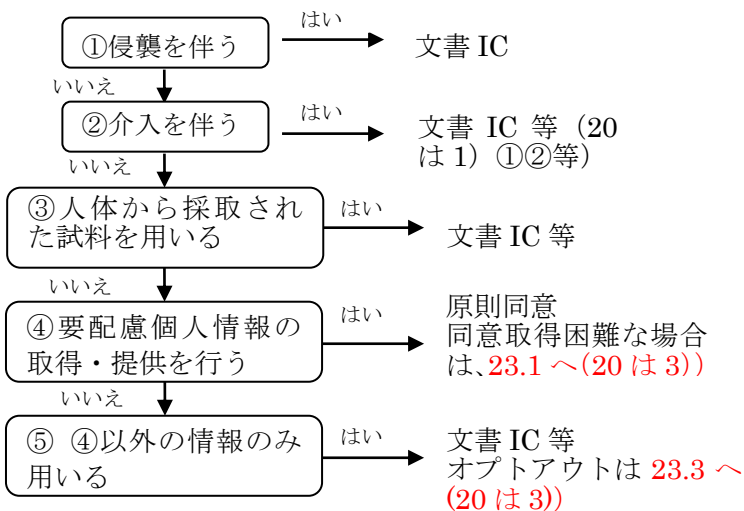 ①侵襲を伴う
はい
文書 IC
いいえ
②介入を伴う
はい
文書 IC 等（20
は 1）①②等）
いいえ
③人体から採取され
た試料を用いる
はい
文書 IC 等
いいえ
④要配慮個人情報の
取得・提供を行う
はい
原則同意
同意取得困難な場合
は、23.1 へ（20 は 3））
いいえ
⑤ ④以外の情報のみ
用いる
はい
文書 IC 等
オプトアウトは 23.3 へ
(20 は 3)）